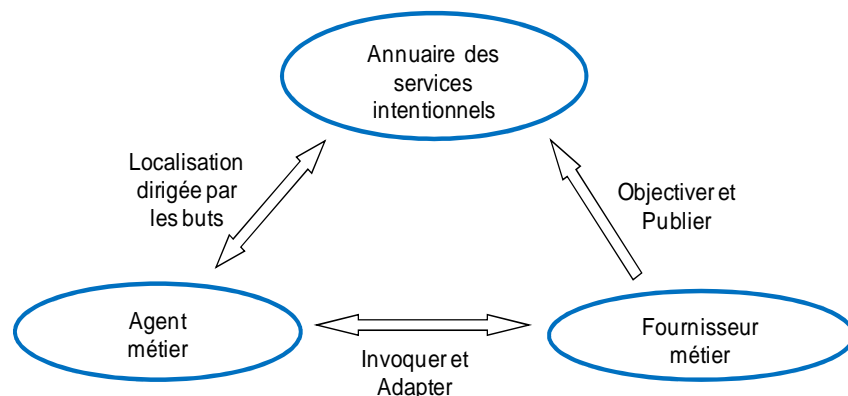 Annuaire des
services
intentionnels
Localisation
dirigée par
les buts
Objectiver et
Publier
Agent
métier
Fournisseur
métier
Invoquer et
Adapter